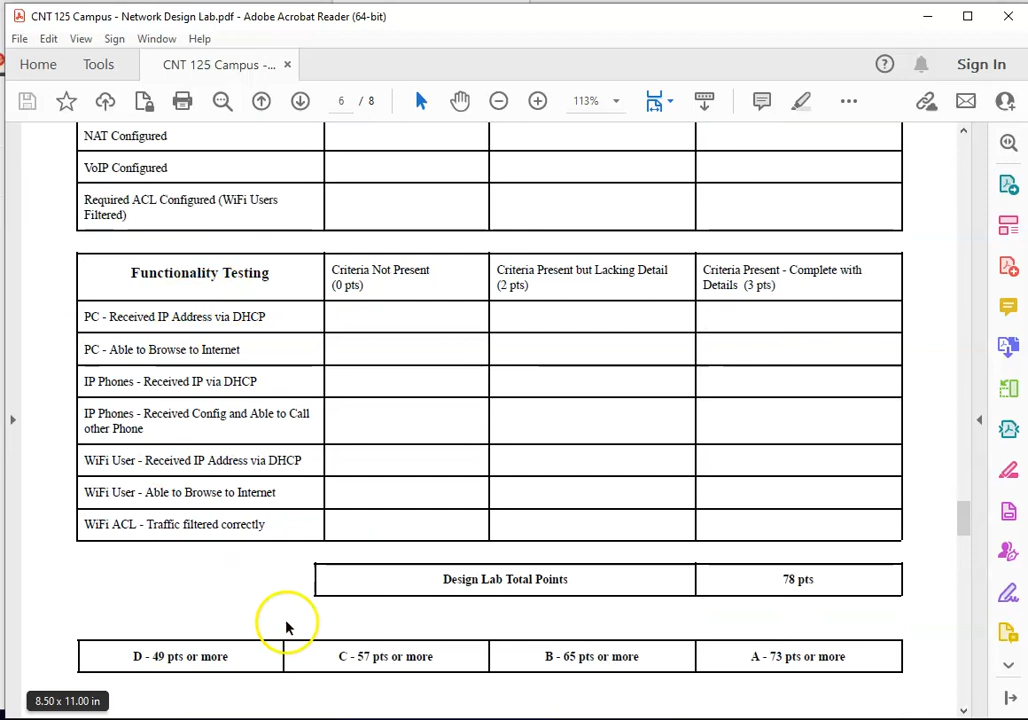 CNT 125 Campus - Network Design Lab.pdf - Adobe Acrobat Reader (64-bit)
File Edit View Sign Window Help
Home Tools CNT 125 Campus -... × Sign In
6 / 8 113%
NAT Configured
VoIP Configured
Required ACL Configured (WiFi Users
Filtered)
Functionality Testing
Criteria Not Present
(0 pts)
Criteria Present but Lacking Detail
(2 pts)
Criteria Present - Complete with
Details (3 pts)
PC - Received IP Address via DHCP
PC - Able to Browse to Internet
IP Phones - Received IP via DHCP
IP Phones - Received Config and Able to Call
other Phone
WiFi User - Received IP Address via DHCP
WiFi User - Able to Browse to Internet
WiFi ACL - Traffic filtered correctly
Design Lab Total Points 78 pts
D - 49 pts or more C - 57 pts or more B - 65 pts or more A - 73 pts or more
8.50 x 11.00 in